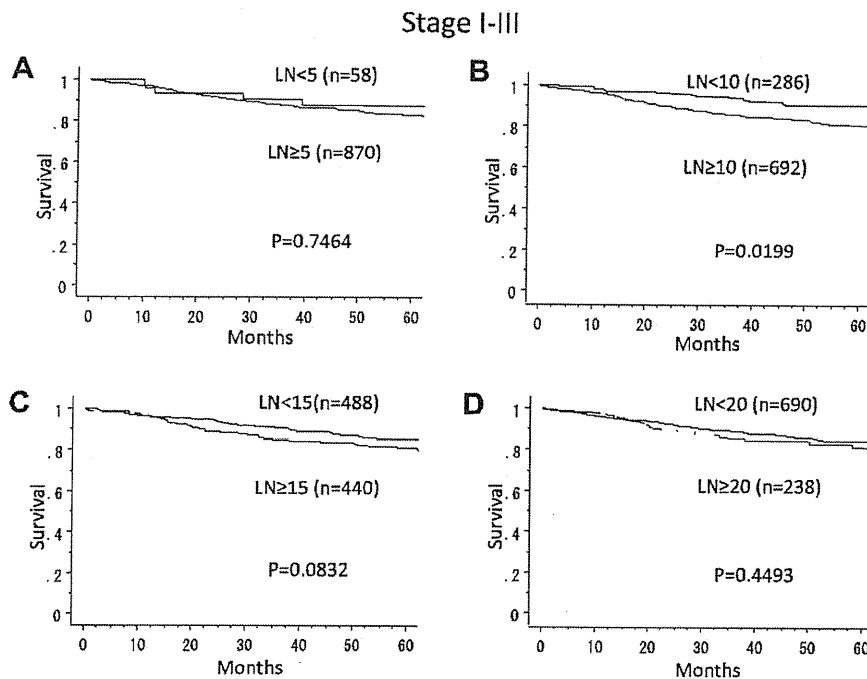 Stage I-III
A
LN<5 (n=58)
LN≥5 (n=870)
P=0.7464
Survival
1
.8
.6
.4
.2
0
0 10 20 30 40 50 60
Months
B
LN<10 (n=286)
LN≥10 (n=692)
P=0.0199
Survival
1
.8
.6
.4
.2
0
0 10 20 30 40 50 60
Months
C
LN<15(n=488)
LN≥15 (n=440)
P=0.0832
Survival
1
.8
.6
.4
.2
0
0 10 20 30 40 50 60
Months
D
LN<20 (n=690)
LN≥20 (n=238)
P=0.4493
Survival
1
.8
.6
.4
.2
0
0 10 20 30 40 50 60
Months